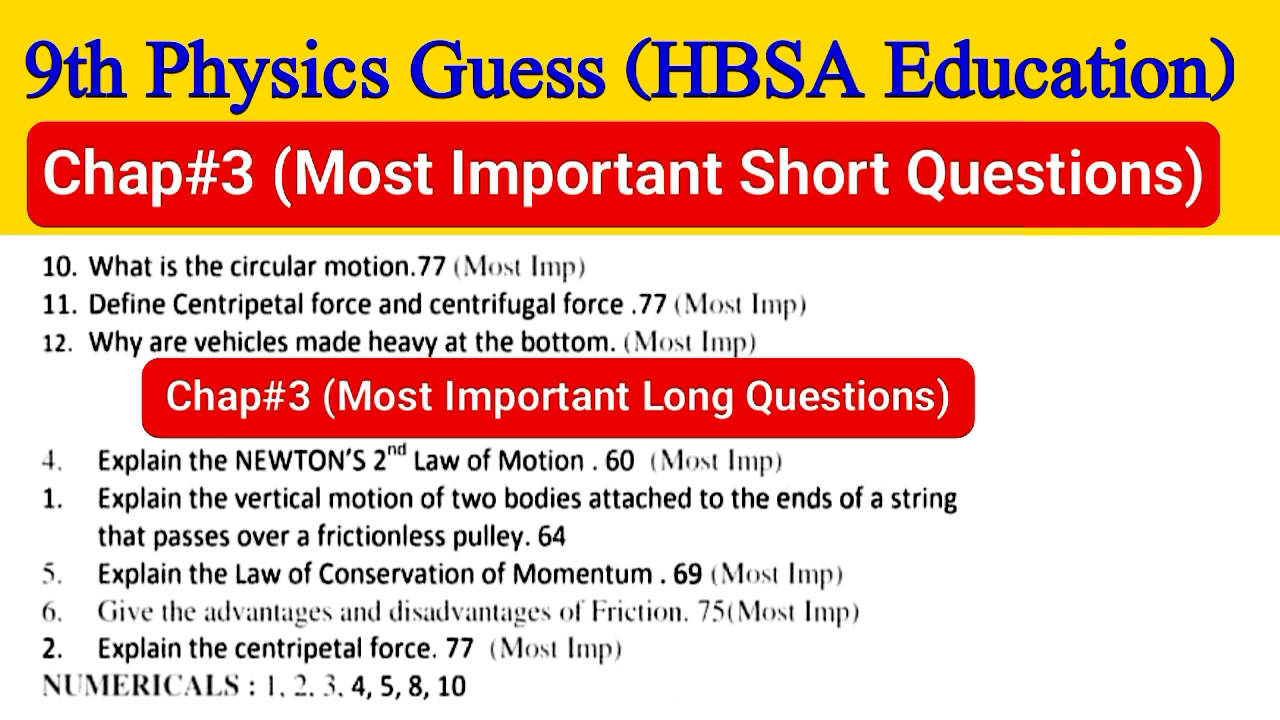 9th Physics Guess (HBSA Education)
Chap#3 (Most Important Short Questions)
10. What is the circular motion.77 (Most Imp)
11. Define Centripetal force and centrifugal force .77 (Most Imp)
12. Why are vehicles made heavy at the bottom. (Most Imp)
Chap#3 (Most Important Long Questions)
4. Explain the NEWTON'S 2nd Law of Motion . 60 (Most Imp)
1. Explain the vertical motion of two bodies attached to the ends of a string
that passes over a frictionless pulley. 64
5. Explain the Law of Conservation of Momentum . 69 (Most Imp)
6. Give the advantages and disadvantages of Friction. 75(Most Imp)
2. Explain the centripetal force. 77 (Most Imp)
NUMERICALS : 1, 2, 3, 4, 5, 8, 10